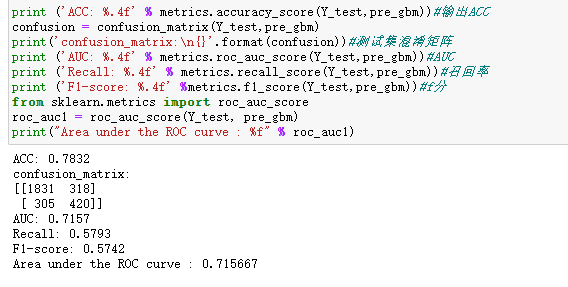 print ('ACC: %.4f' % metrics.accuracy_score(Y_test,pre_gbm))#输出ACC
confusion = confusion_matrix(Y_test,pre_gbm)
print('confusion_matrix:\n{}'.format(confusion))#测试集混淆矩阵
print ('AUC: %.4f' % metrics.roc_auc_score(Y_test,pre_gbm))#AUC
print ('Recall: %.4f' % metrics.recall_score(Y_test,pre_gbm))#召回率
print ('F1-score: %.4f' %metrics.f1_score(Y_test,pre_gbm))#f分
from sklearn.metrics import roc_auc_score
roc_auc1 = roc_auc_score(Y_test, pre_gbm)
print("Area under the ROC curve : %f" % roc_auc1)
ACC: 0.7832
confusion_matrix:
[[1831 318]
[ 305 420]]
AUC: 0.7157
Recall: 0.5793
F1-score: 0.5742
Area under the ROC curve : 0.715667